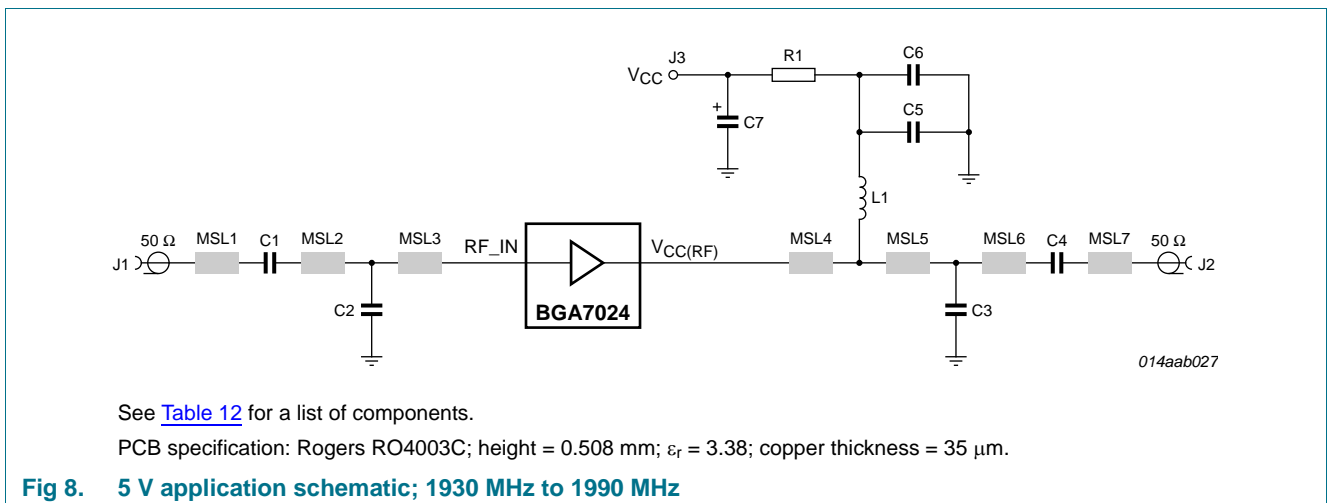 J3
R1
C6
VCC
+
C7
C5
L1
50 Ω
MSL1
C1
MSL2
MSL3
RF_IN
VCC(RF)
MSL4
MSL5
MSL6
C4
MSL7
50 Ω
J1
J2
C2
BGA7024
C3
014aab027
See Table 12 for a list of components.
PCB specification: Rogers RO4003C; height = 0.508 mm; εr = 3.38; copper thickness = 35 μm.
Fig 8. 5 V application schematic; 1930 MHz to 1990 MHz